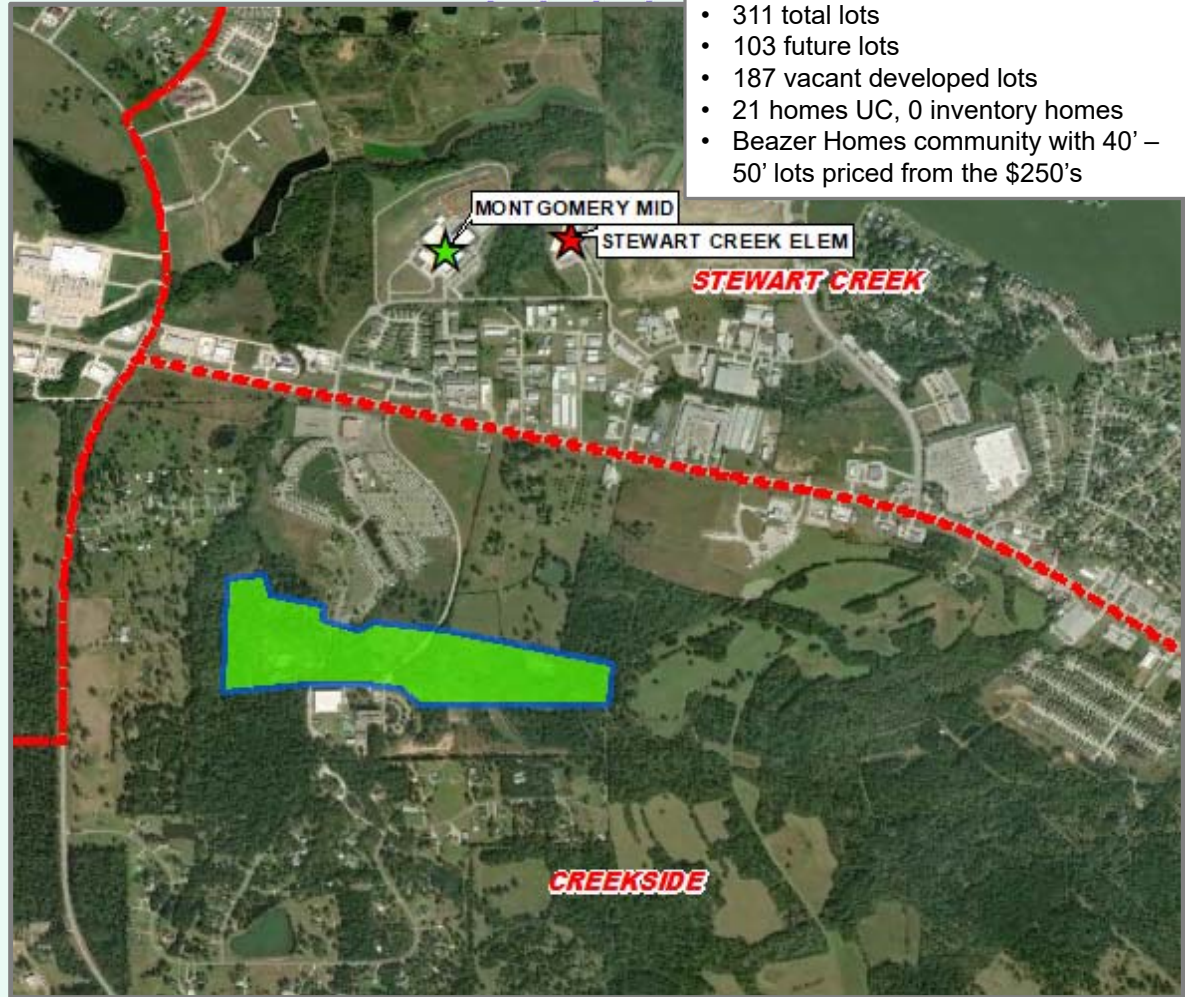 • 311 total lots
• 103 future lots
• 187 vacant developed lots
• 21 homes UC, 0 inventory homes
• Beazer Homes community with 40’ –
50’ lots priced from the $250’s
MONTGOMERY MID
STEWART CREEK ELEM
STEWART CREEK
CREEKSIDE